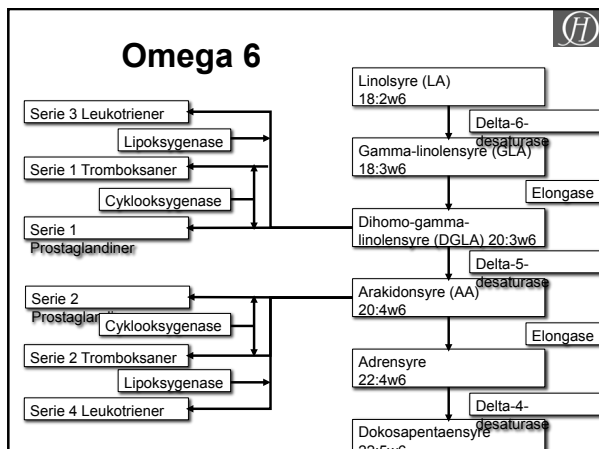 Omega 6
Linolsyre (LA)
18:2w6
Delta-6-
desaturase
Gamma-linolensyre (GLA)
18:3w6
Elongase
Dihomo-gamma-
linolensyre (DGLA) 20:3w6
Delta-5-
desaturase
Arakidonsyre (AA)
20:4w6
Elongase
Adrensyre
22:4w6
Delta-4-
desaturase
Dokosapentaensyre
22:5w6
Serie 3 Leukotriener
Lipoksygenase
Serie 1 Tromboksaner
Cyklooksygenase
Serie 1
Prostaglandiner
Serie 2
Prostaglandiner
Cyklooksygenase
Serie 2 Tromboksaner
Lipoksygenase
Serie 4 Leukotriener